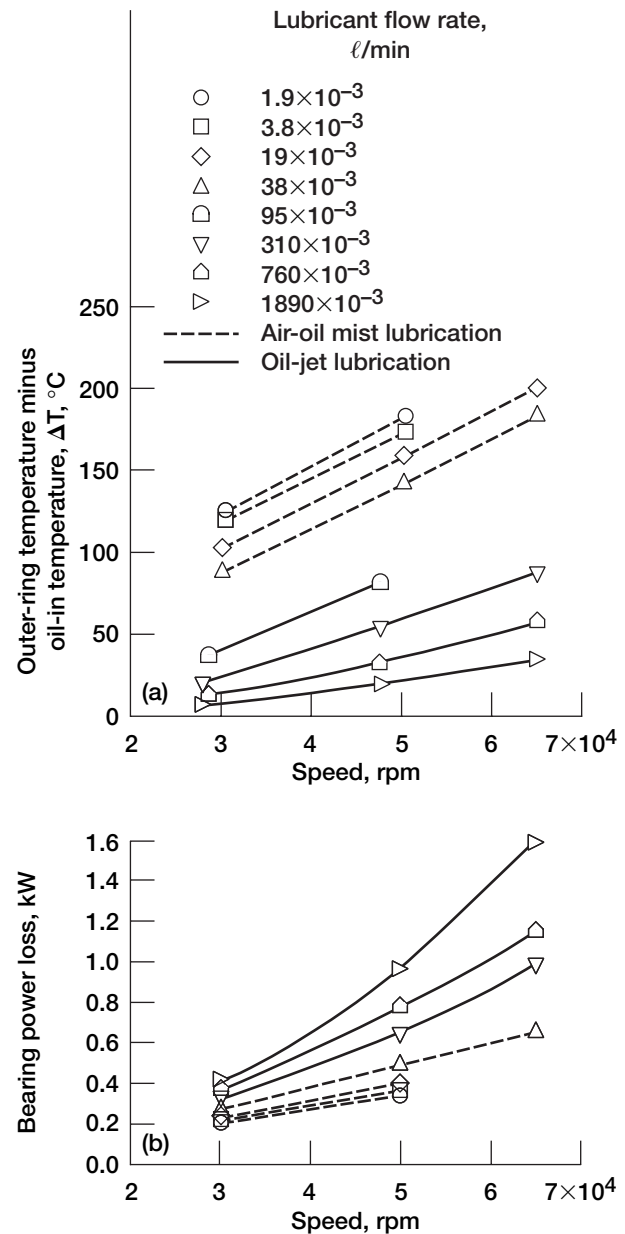 Lubricant flow rate,
ℓ/min
1.9×10⁻³
3.8×10⁻³
19×10⁻³
38×10⁻³
95×10⁻³
310×10⁻³
760×10⁻³
1890×10⁻³
Air-oil mist lubrication
Oil-jet lubrication
Outer-ring temperature minus
oil-in temperature, ΔT, °C
250
200
150
100
50
0
(a)
2 3 4 5 6 7×10⁴
Speed, rpm
Bearing power loss, kW
1.6
1.4
1.2
1.0
0.8
0.6
0.4
0.2
0.0
(b)
2 3 4 5 6 7×10⁴
Speed, rpm